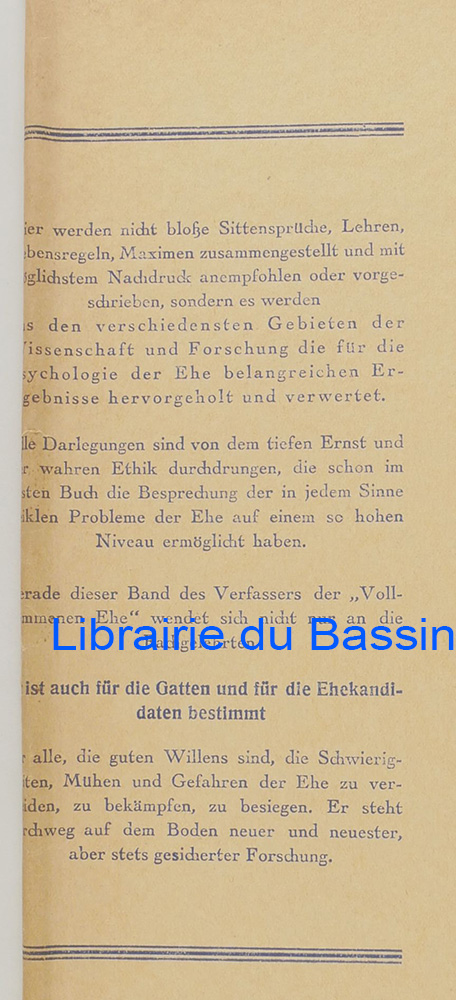 ier werden nicht bloße Sittensprüche, Lehren,
bensregeln, Maximen zusammengestellt und mit
glichstem Nachdruck anempfohlen oder vorge-
schrieben, sondern es werden
s den verschiedensten Gebieten der
issenschaft und Forschung die für die
ychologie der Ehe belangreichen Er-
gebnisse hervorgeholt und verwertet.
lle Darlegungen sind von dem tiefen Ernst und
r wahren Ethik durchdrungen, die schon im
sten Buch die Besprechung der in jedem Sinne
iklen Probleme der Ehe auf einem so hohen
Niveau ermöglicht haben.
erade dieser Band des Verfassers der „Voll-
mmenen Ehe“ wendet sich nicht nur an die
Librairie du Bassin
ist auch für die Gatten und für die Ehekandi-
daten bestimmt
r alle, die guten Willens sind, die Schwierig-
iten, Mühen und Gefahren der Ehe zu ver-
iden, zu bekämpfen, zu besiegen. Er steht
rchweg auf dem Boden neuer und neuester,
aber stets gesicherter Forschung.